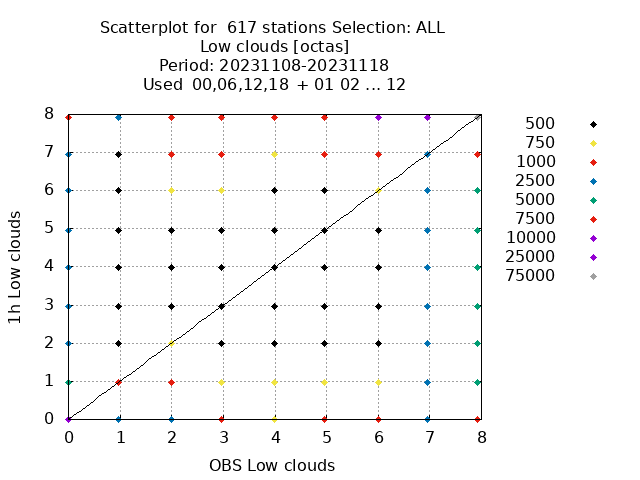 Scatterplot for  617 stations Selection: ALL
Low clouds [octas]
Period: 20231108-20231118
Used  00,06,12,18  + 01 02 ... 12
8
7
6
5
4
3
2
1
0
0 1 2 3 4 5 6 7 8
1h Low clouds
OBS Low clouds
500
750
1000
2500
5000
7500
10000
25000
75000